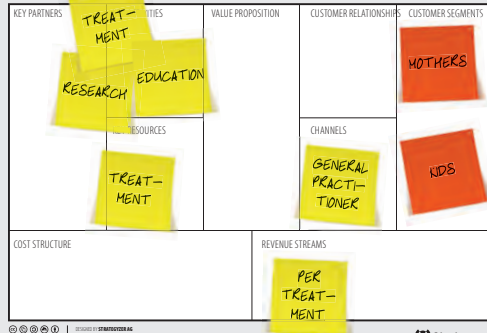 KEY PARTNERS
TREAT-
MENT
ITIES
VALUE PROPOSITION
CUSTOMER RELATIONSHIPS
CUSTOMER SEGMENTS
RESEARCH
EDUCATION
MOTHERS
RESOURCES
TREAT-
MENT
CHANNELS
GENERAL
PRACTI-
TIONER
KIDS
COST STRUCTURE
REVENUE STREAMS
PER
TREAT-
MENT
DESIGNED BY STRATEGYZER AG